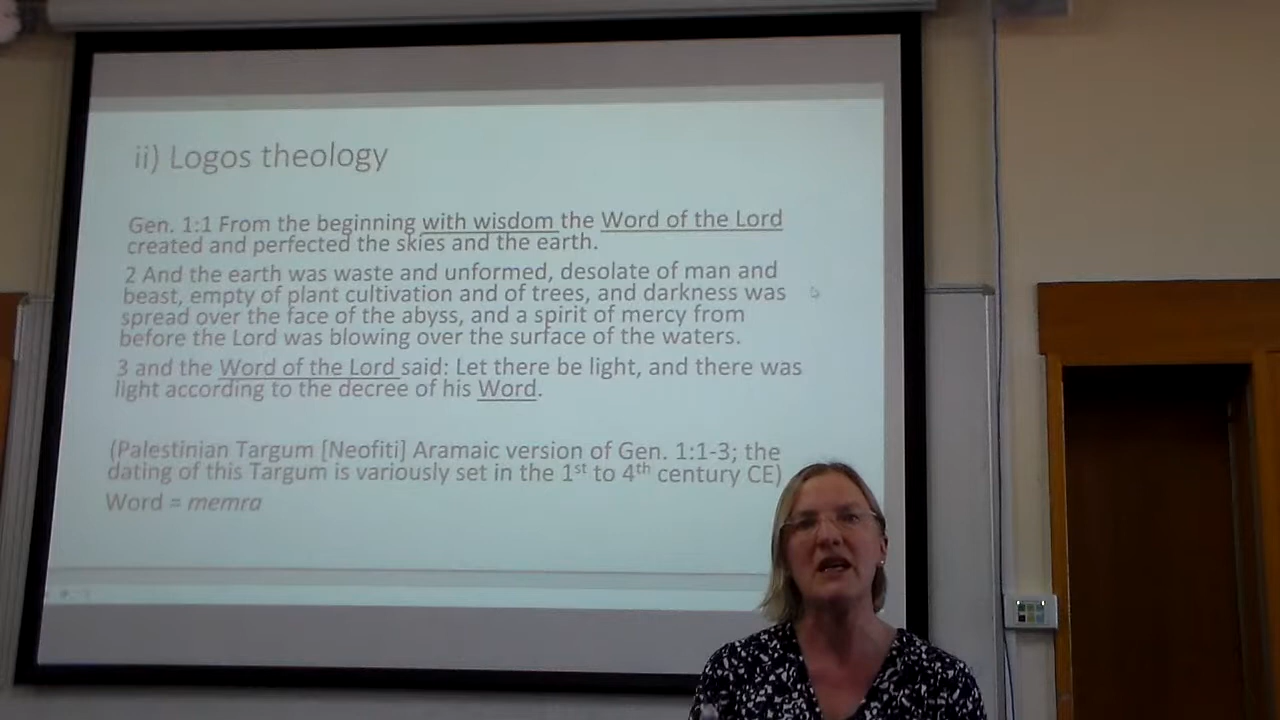 ii) Logos theology
Gen. 1:1 From the beginning with wisdom the Word of the Lord
created and perfected the skies and the earth.
2 And the earth was waste and unformed, desolate of man and
beast, empty of plant cultivation and of trees, and darkness was
spread over the face of the abyss, and a spirit of mercy from
before the Lord was blowing over the surface of the waters.
3 and the Word of the Lord said: Let there be light, and there was
light according to the decree of his Word.
(Palestinian Targum [Neofiti] Aramaic version of Gen. 1:1-3; the
dating of this Targum is variously set in the 1st to 4th century CE)
Word = memra